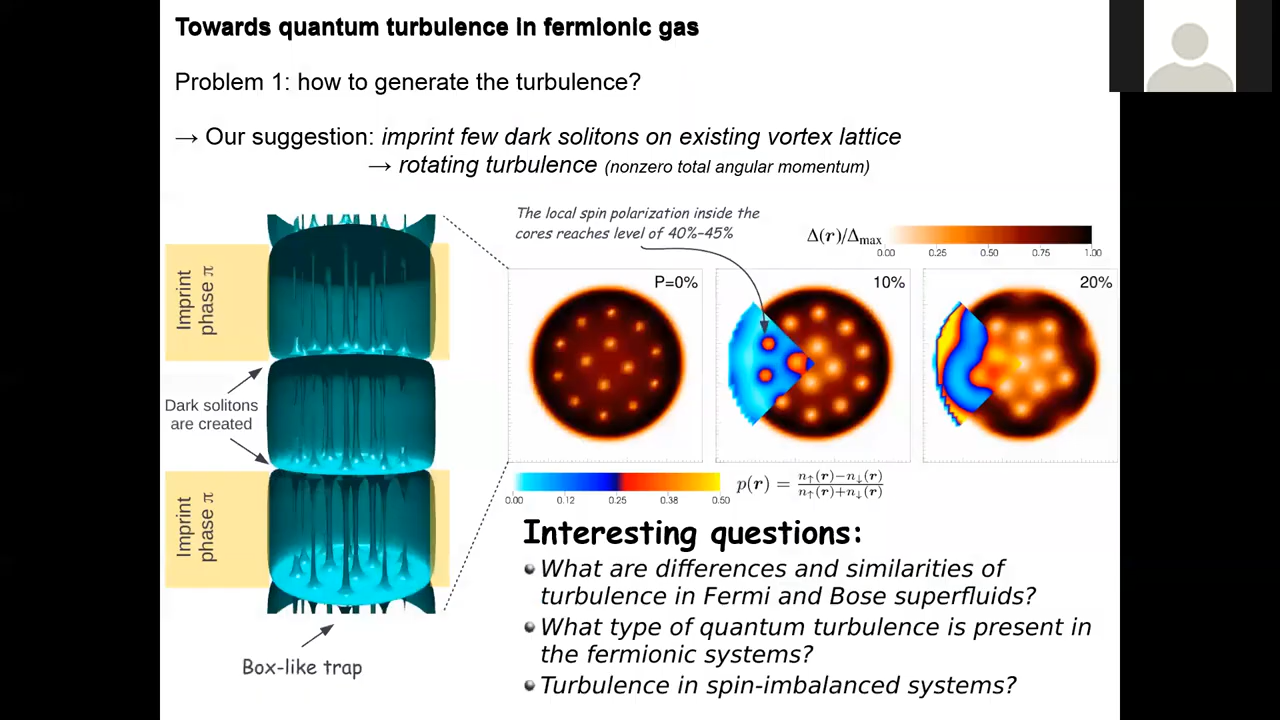 Towards quantum turbulence in fermionic gas
Problem 1: how to generate the turbulence?
→ Our suggestion: imprint few dark solitons on existing vortex lattice
→ rotating turbulence (nonzero total angular momentum)
The local spin polarization inside the
cores reaches level of 40%-45%
Δ(r)/Δmax
0.00 0.25 0.50 0.75 1.00
Imprint
phase π
P=0%
10%
20%
Dark solitons
are created
Imprint
phase π
0.00 0.12 0.25 0.38 0.50
p(r) = n↑(r)−n↓(r) / n↑(r)+n↓(r)
Interesting questions:
What are differences and similarities of
turbulence in Fermi and Bose superfluids?
What type of quantum turbulence is present in
the fermionic systems?
Turbulence in spin-imbalanced systems?
Box-like trap